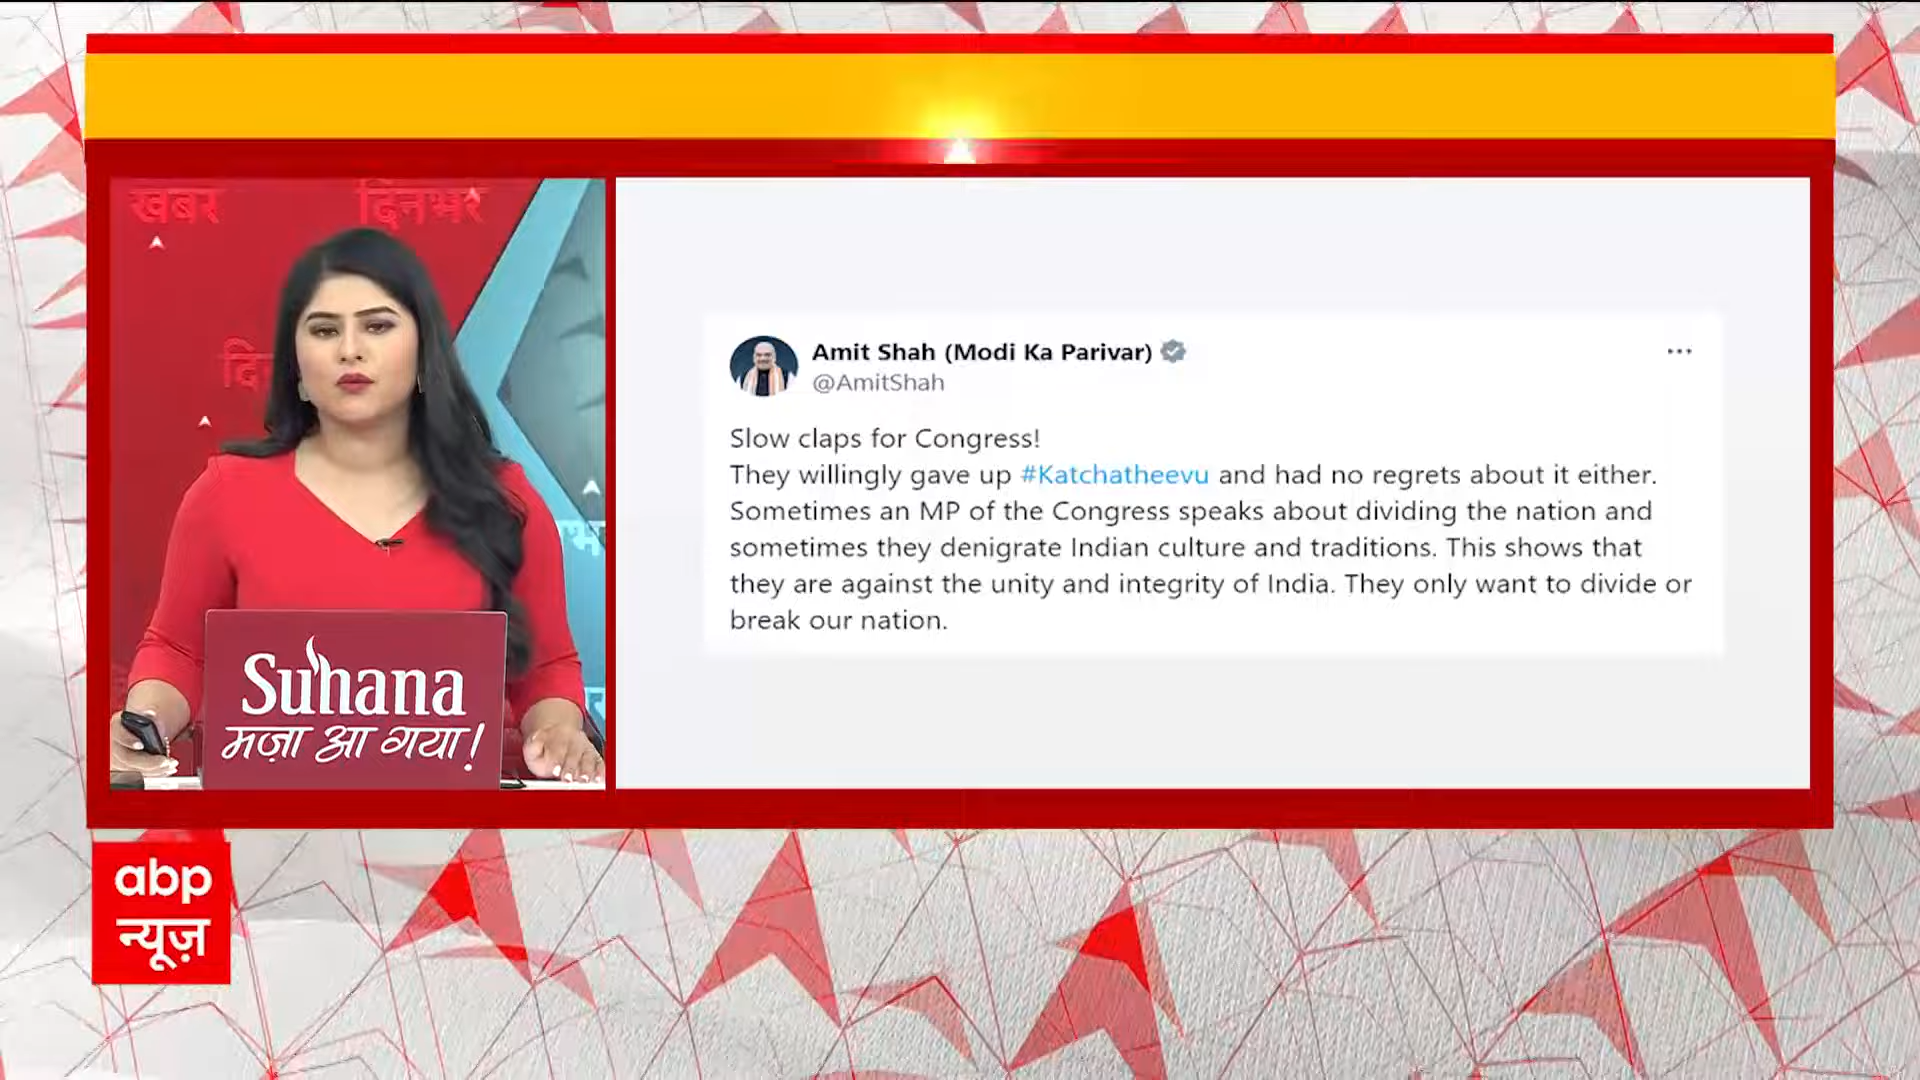 खबर
दिनभर
Amit Shah (Modi Ka Parivar)
@AmitShah
Slow claps for Congress!
They willingly gave up #Katchatheevu and had no regrets about it either.
Sometimes an MP of the Congress speaks about dividing the nation and
sometimes they denigrate Indian culture and traditions. This shows that
they are against the unity and integrity of India. They only want to divide or
break our nation.
Suhana
मज़ा आ गया!
abp
न्यूज़